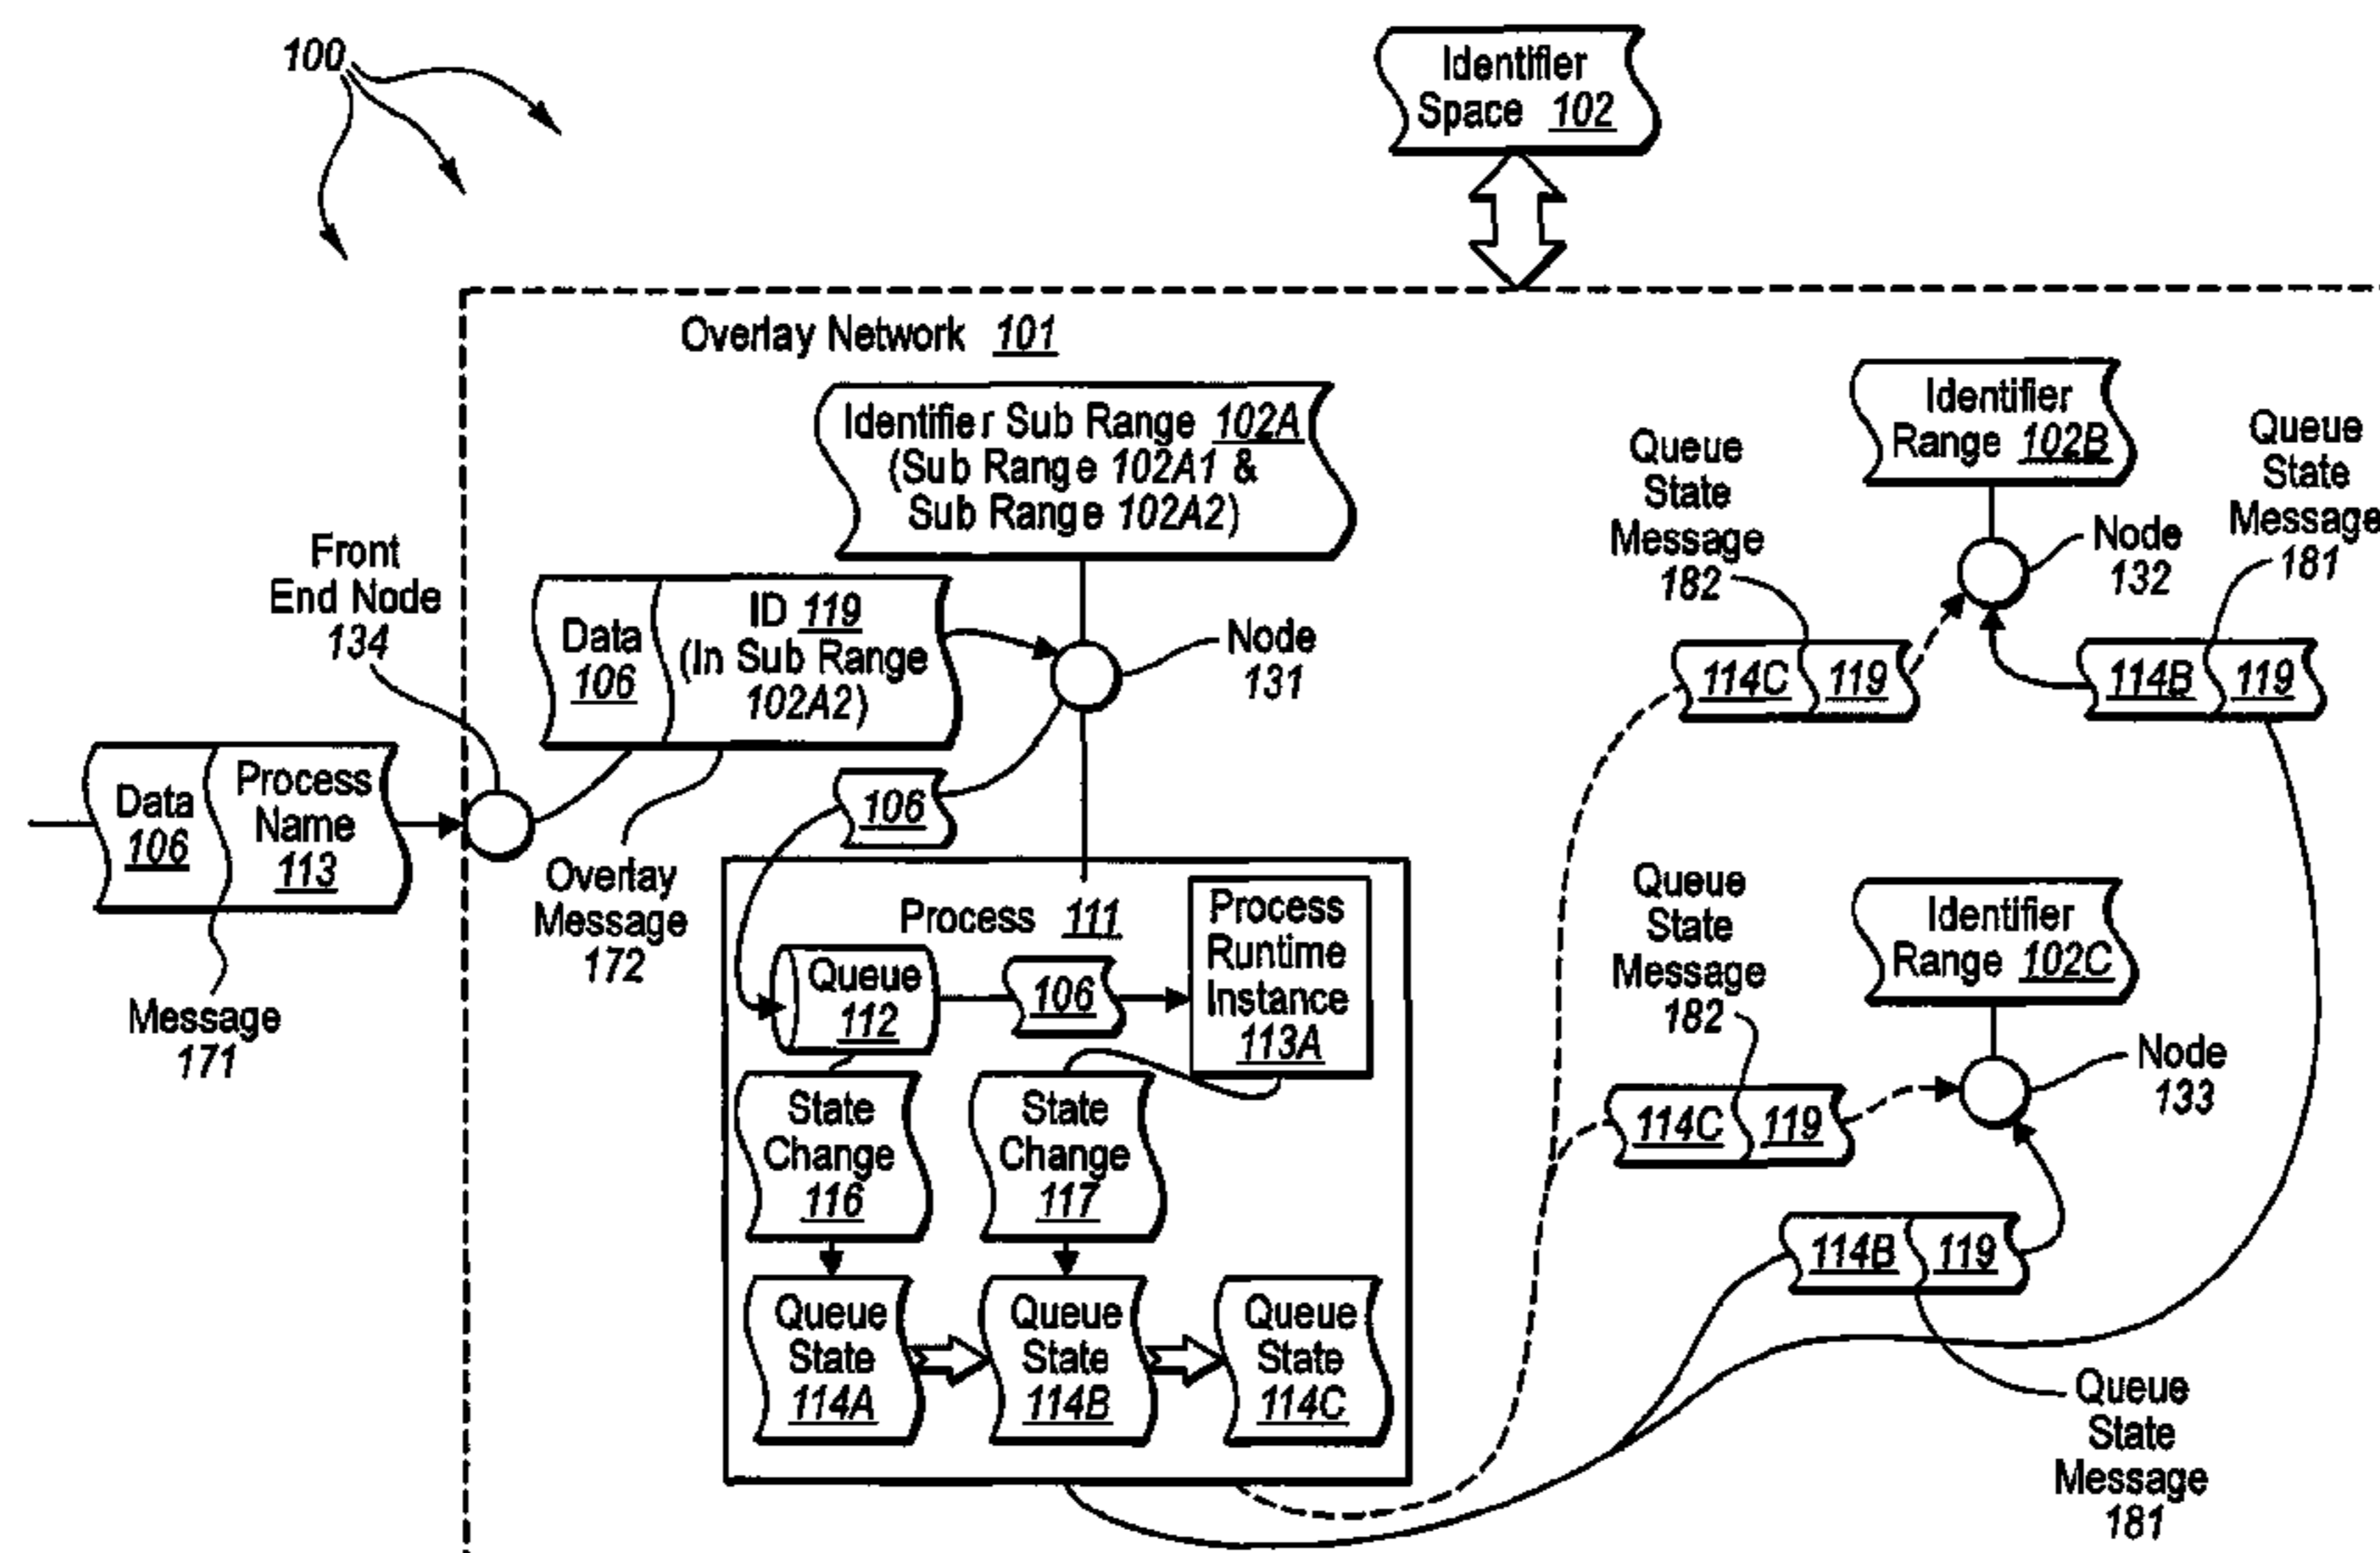 100
Identifier
Space 102
Overlay Network 101
Identifier Sub Range 102A
(Sub Range 102A1 &
Sub Range 102A2)
Identifier
Range 102B
Queue
State
Message
182
Queue
State
Message
181
Node
132
Front
End Node
134
Data
106
ID 119
(In Sub Range
102A2)
Node
131
114C
119
114B
119
Data
106
Process
Name
113
106
Message
171
Overlay
Message
172
Process 111
Process
Runtime
Instance
113A
Queue
112
106
State
Change
116
State
Change
117
Queue
State
114A
Queue
State
114B
Queue
State
114C
Queue
State
Message
182
Identifier
Range 102C
Node
133
114C
119
114B
119
Queue
State
Message
181